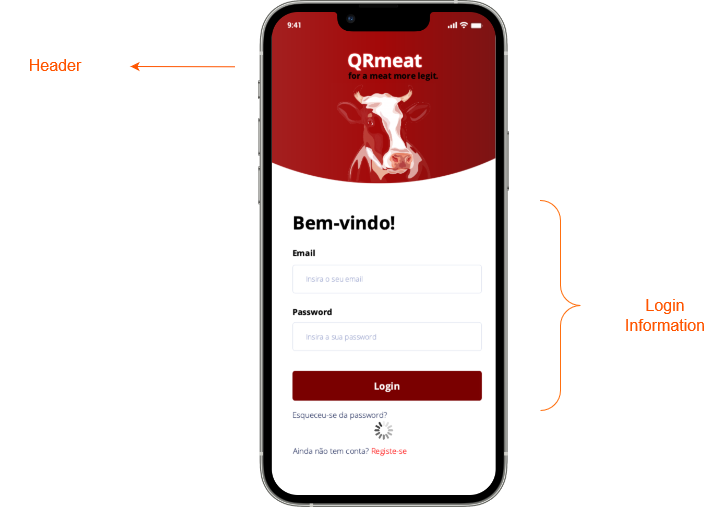 9:41
Header
QRmeat
for a meat more legit.
Bem-vindo!
Email
Insira o seu email
Password
Insira a sua password
Login
Esqueceu-se da password?
Ainda não tem conta? Registe-se
Login
Information